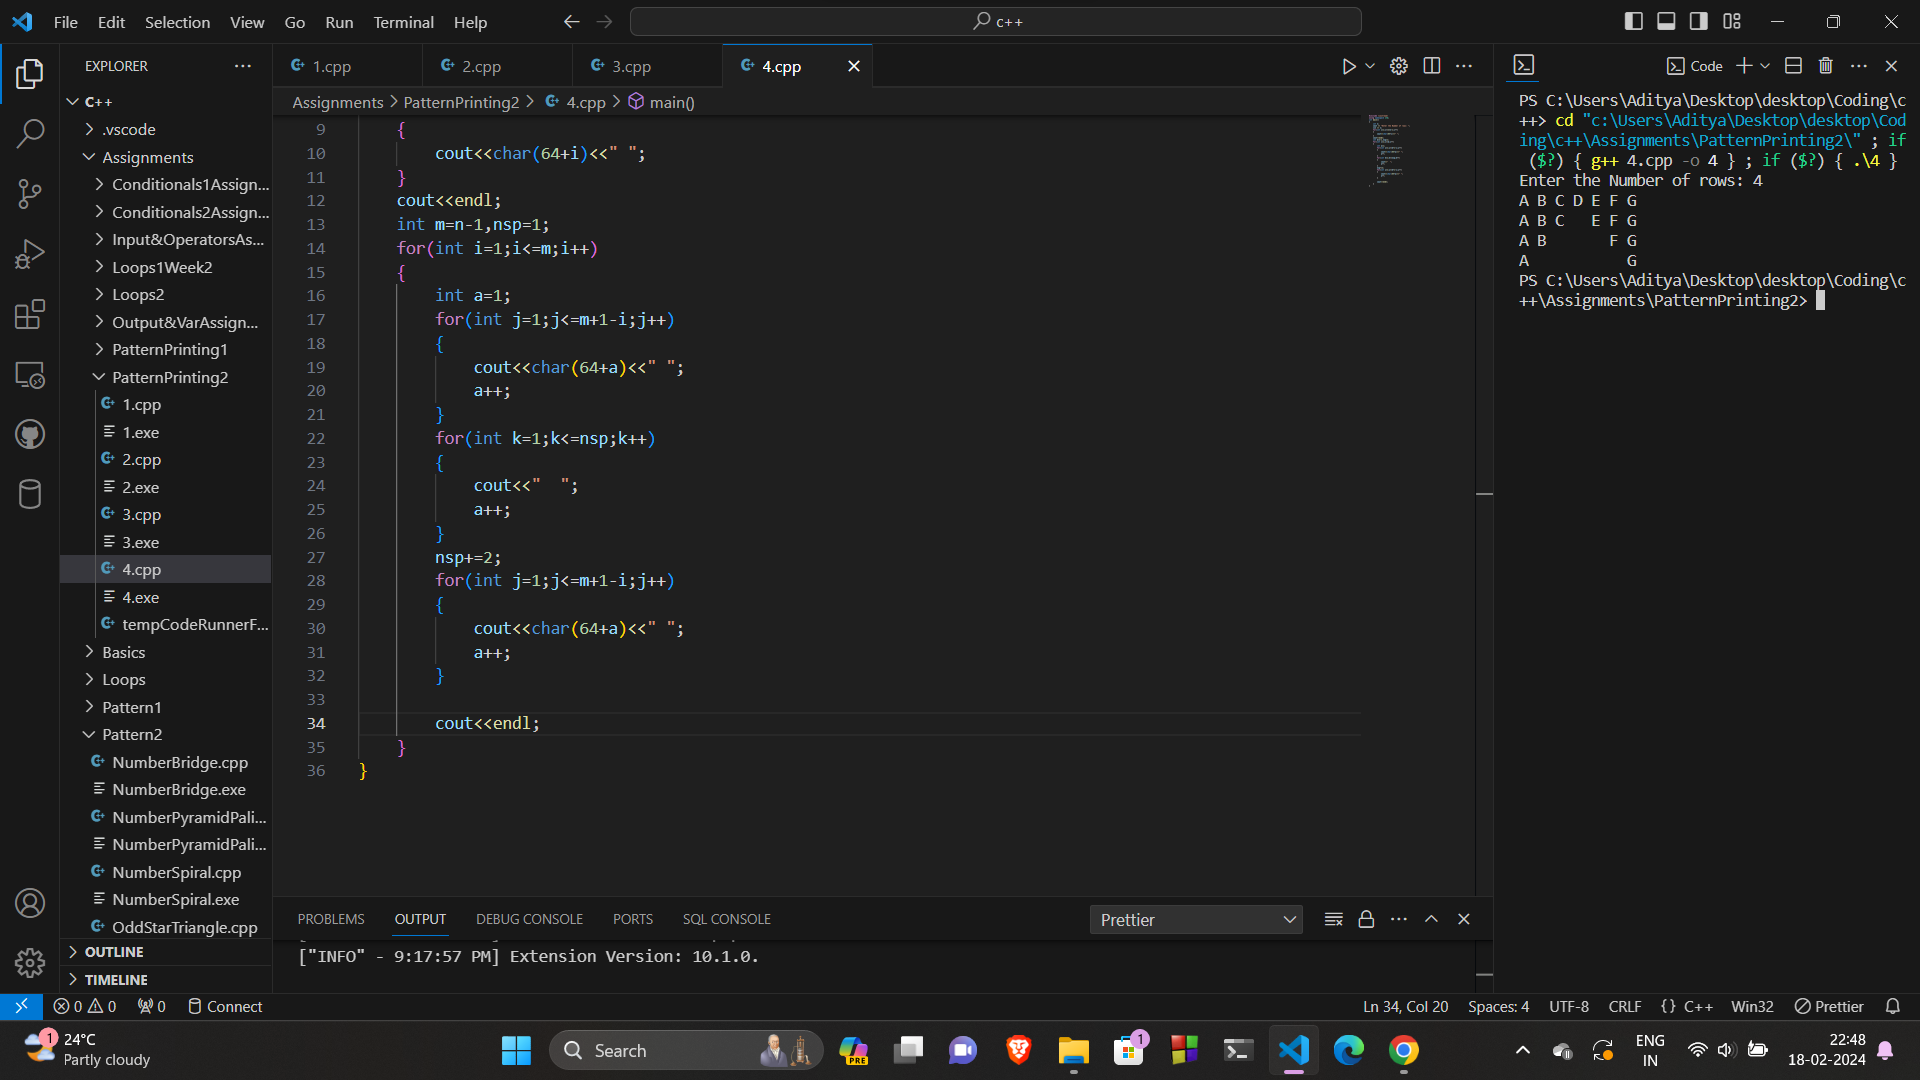 File Edit Selection View Go Run Terminal Help
c++
EXPLORER
C++
.vscode
Assignments
Conditionals1Assign...
Conditionals2Assign...
Input&OperatorsAs...
Loops1Week2
Loops2
Output&VarAssign...
PatternPrinting1
PatternPrinting2
1.cpp
1.exe
2.cpp
2.exe
3.cpp
3.exe
4.cpp
4.exe
tempCodeRunnerF...
Basics
Loops
Pattern1
Pattern2
NumberBridge.cpp
NumberBridge.exe
NumberPyramidPali...
NumberPyramidPali...
NumberSpiral.cpp
NumberSpiral.exe
OddStarTriangle.cpp
OUTLINE
TIMELINE
1.cpp 2.cpp 3.cpp 4.cpp
Assignments > PatternPrinting2 > 4.cpp > main()
9 {
10 cout<<char(64+i)<<" ";
11 }
12 cout<<endl;
13 int m=n-1,nsp=1;
14 for(int i=1;i<=m;i++)
15 {
16 int a=1;
17 for(int j=1;j<=m+1-i;j++)
18 {
19 cout<<char(64+a)<<" ";
20 a++;
21 }
22 for(int k=1;k<=nsp;k++)
23 {
24 cout<<"  ";
25 a++;
26 }
27 nsp+=2;
28 for(int j=1;j<=m+1-i;j++)
29 {
30 cout<<char(64+a)<<" ";
31 a++;
32 }
33
34 cout<<endl;
35 }
36 }
PROBLEMS OUTPUT DEBUG CONSOLE PORTS SQL CONSOLE
Prettier
["INFO" - 9:17:57 PM] Extension Version: 10.1.0.
Code
PS C:\Users\Aditya\Desktop\desktop\Coding\c
++> cd "c:\Users\Aditya\Desktop\desktop\Cod
ing\c++\Assignments\PatternPrinting2\" ; if
($?) { g++ 4.cpp -o 4 } ; if ($?) { .\4 }
Enter the Number of rows: 4
A B C D E F G
A B C   E F G
A B       F G
A           G
PS C:\Users\Aditya\Desktop\desktop\Coding\c
++\Assignments\PatternPrinting2>
0 0 0 Connect
Ln 34, Col 20 Spaces: 4 UTF-8 CRLF {} C++ Win32 Prettier
1
24°C
Partly cloudy
Search
PRE
1
ENG
IN
22:48
18-02-2024